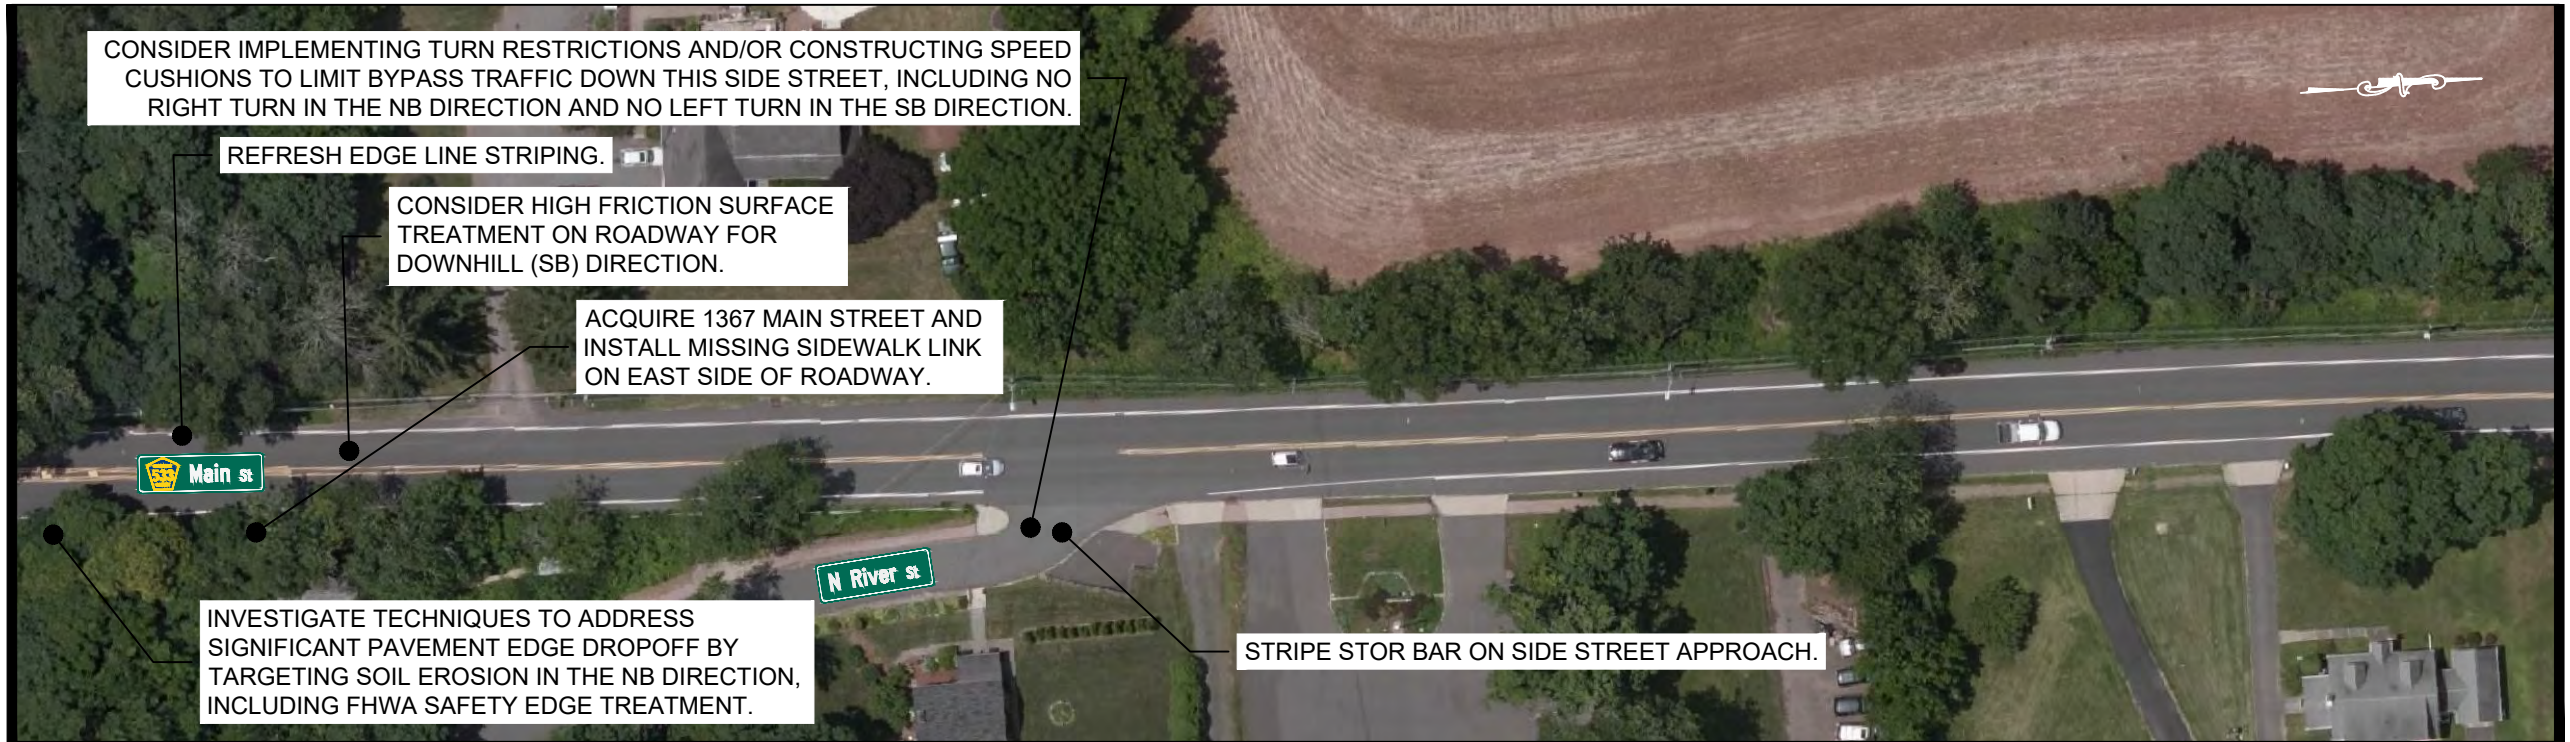 CONSIDER IMPLEMENTING TURN RESTRICTIONS AND/OR CONSTRUCTING SPEED
CUSHIONS TO LIMIT BYPASS TRAFFIC DOWN THIS SIDE STREET, INCLUDING NO
RIGHT TURN IN THE NB DIRECTION AND NO LEFT TURN IN THE SB DIRECTION.
REFRESH EDGE LINE STRIPING.
CONSIDER HIGH FRICTION SURFACE
TREATMENT ON ROADWAY FOR
DOWNHILL (SB) DIRECTION.
ACQUIRE 1367 MAIN STREET AND
INSTALL MISSING SIDEWALK LINK
ON EAST SIDE OF ROADWAY.
533 Main St
N River St
INVESTIGATE TECHNIQUES TO ADDRESS
SIGNIFICANT PAVEMENT EDGE DROPOFF BY
TARGETING SOIL EROSION IN THE NB DIRECTION,
INCLUDING FHWA SAFETY EDGE TREATMENT.
STRIPE STOR BAR ON SIDE STREET APPROACH.